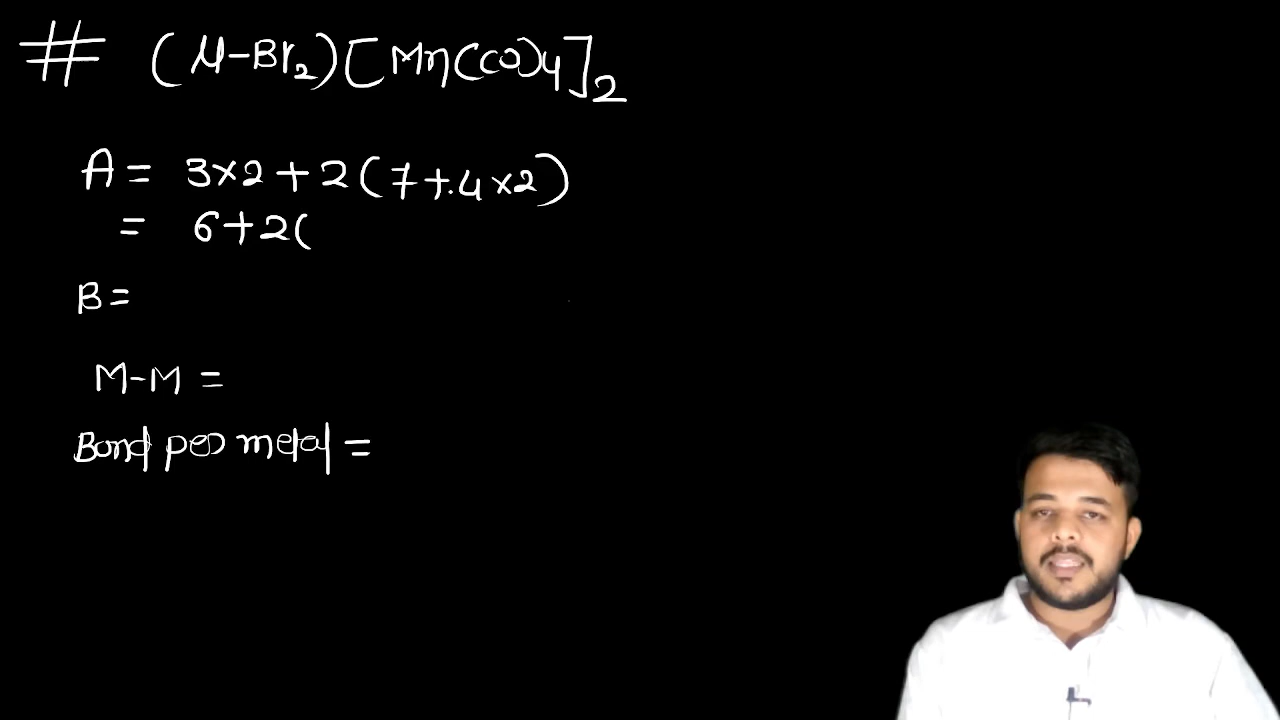 # (μ-Br₂)[Mn(CO)4]₂
A = 3×2+2(7+4×2)
= 6+2(
B =
M-M =
Bond per metal =